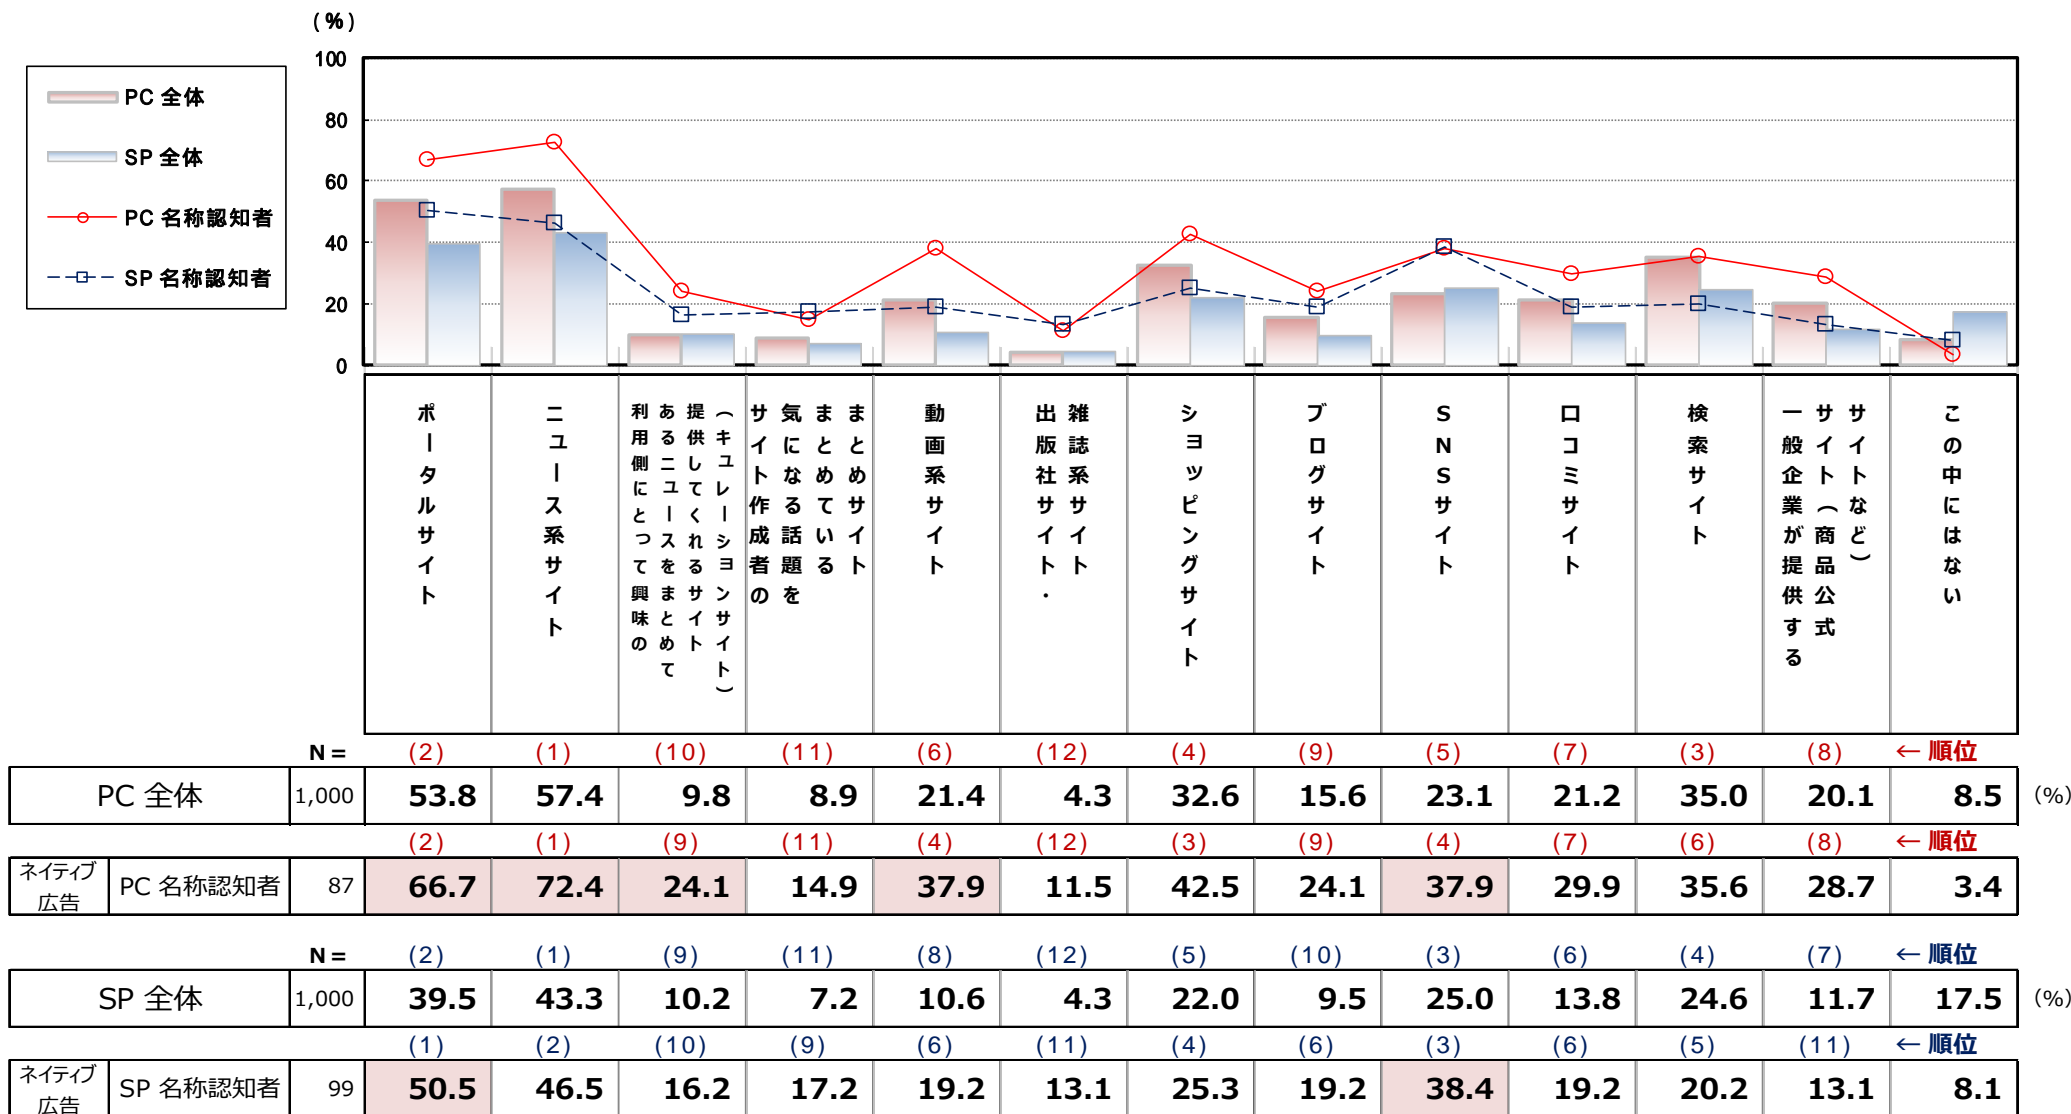 (%)
100
80
60
40
20
0
PC 全体
SP 全体
PC 名称認知者
SP 名称認知者
ポータルサイト
ニュース系サイト
利用側にとって興味の
あるニュースをまとめて
提供してくれるサイト
(キュレーションサイト)
サイト作成者の
気になる話題を
まとめている
まとめサイト
動画系サイト
出版社サイト・
雑誌系サイト
ショッピングサイト
ブログサイト
SNSサイト
口コミサイト
検索サイト
一般企業が提供する
サイト(商品公式
サイトなど)
この中にはない
N = (2) (1) (10) (11) (6) (12) (4) (9) (5) (7) (3) (8) ← 順位
PC 全体 1,000 53.8 57.4 9.8 8.9 21.4 4.3 32.6 15.6 23.1 21.2 35.0 20.1 8.5 (%)
(2) (1) (9) (11) (4) (12) (3) (9) (4) (7) (6) (8) ← 順位
ネイティブ
広告
PC 名称認知者 87 66.7 72.4 24.1 14.9 37.9 11.5 42.5 24.1 37.9 29.9 35.6 28.7 3.4
N = (2) (1) (9) (11) (8) (12) (5) (10) (3) (6) (4) (7) ← 順位
SP 全体 1,000 39.5 43.3 10.2 7.2 10.6 4.3 22.0 9.5 25.0 13.8 24.6 11.7 17.5 (%)
(1) (2) (10) (9) (6) (11) (4) (6) (3) (6) (5) (11) ← 順位
ネイティブ
広告
SP 名称認知者 99 50.5 46.5 16.2 17.2 19.2 13.1 25.3 19.2 38.4 19.2 20.2 13.1 8.1